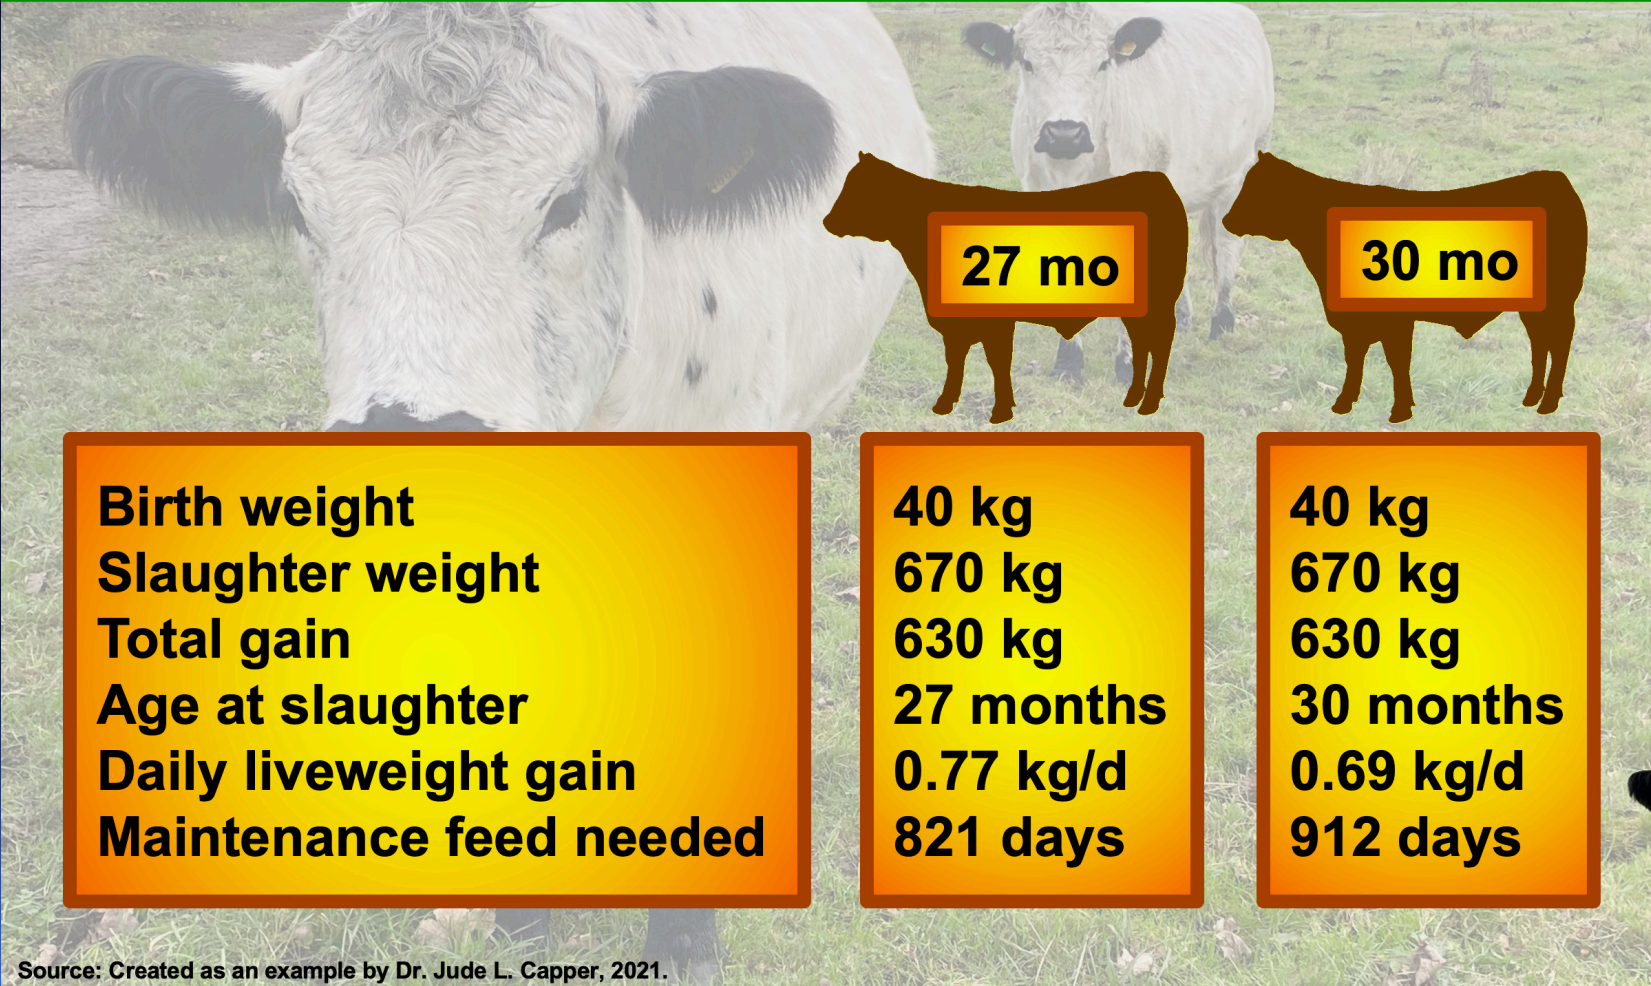 27 mo
30 mo
Birth weight 40 kg 40 kg
Slaughter weight 670 kg 670 kg
Total gain 630 kg 630 kg
Age at slaughter 27 months 30 months
Daily liveweight gain 0.77 kg/d 0.69 kg/d
Maintenance feed needed 821 days 912 days
Source: Created as an example by Dr. Jude L. Capper, 2021.